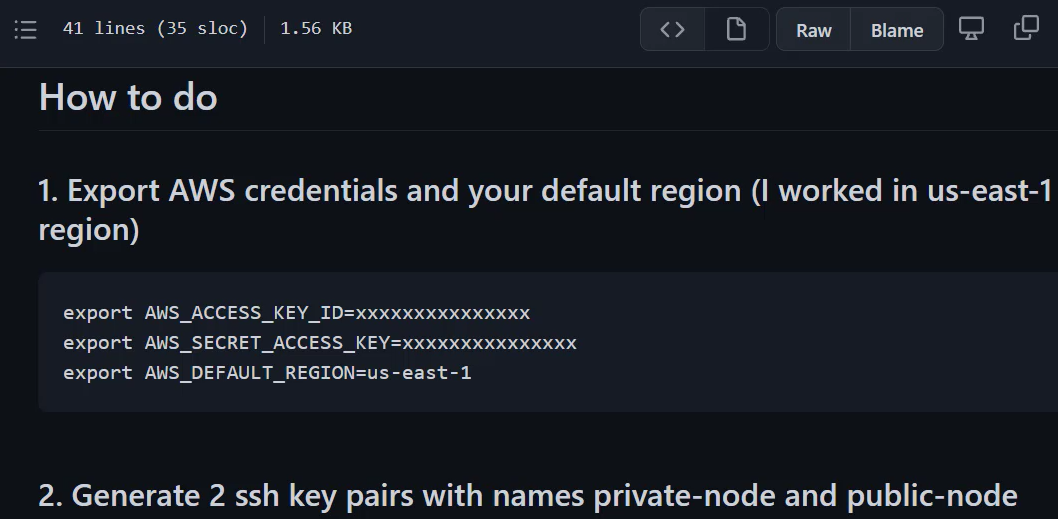 41 lines (35 sloc) 1.56 KB Raw Blame
How to do
1. Export AWS credentials and your default region (I worked in us-east-1
region)
export AWS_ACCESS_KEY_ID=xxxxxxxxxxxxxxx
export AWS_SECRET_ACCESS_KEY=xxxxxxxxxxxxxxx
export AWS_DEFAULT_REGION=us-east-1
2. Generate 2 ssh key pairs with names private-node and public-node